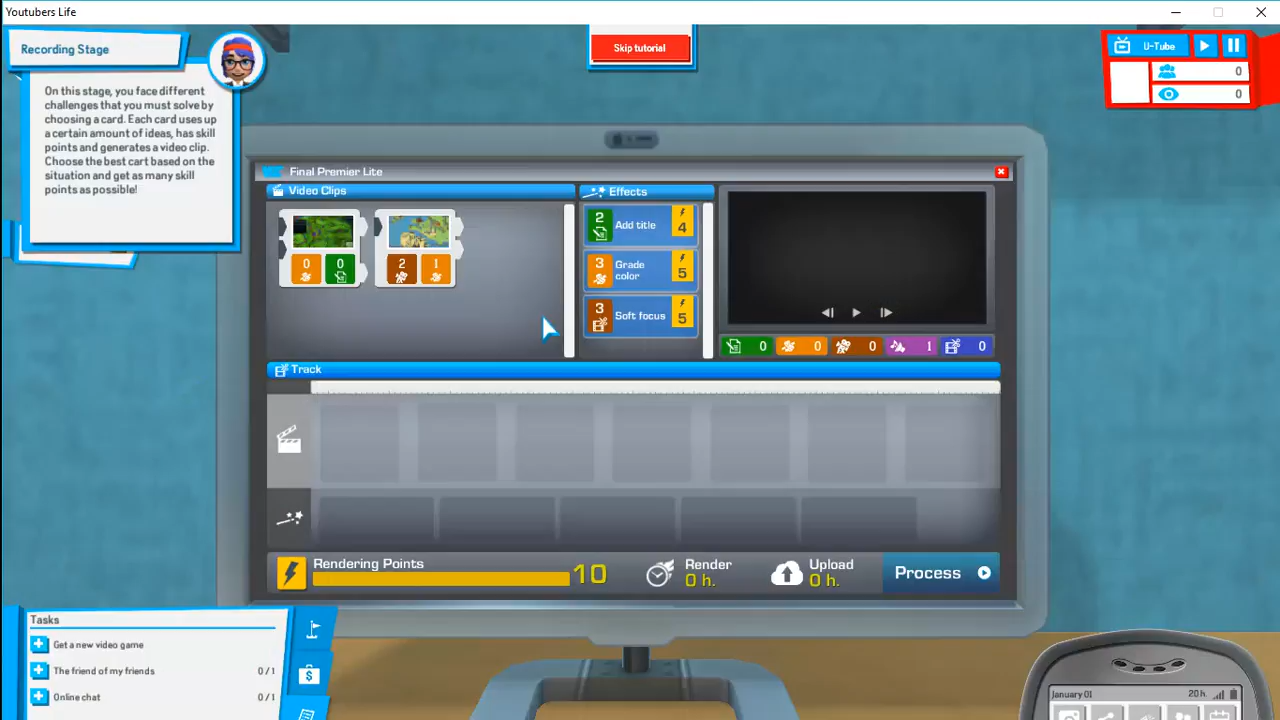 Youtubers Life
Recording Stage
On this stage, you face different
challenges that you must solve by
choosing a card. Each card uses up
a certain amount of ideas, has skill
points and generates a video clip.
Choose the best cart based on the
situation and get as many skill
points as possible!
Skip tutorial
U-Tube
0
0
Final Premier Lite
Video Clips
0 0
2 1
Effects
2 Add title 4
3 Grade
color 5
3 Soft focus 5
0 0 0 1 0
Track
Rendering Points 10
Render
0 h.
Upload
0 h.
Process
Tasks
Get a new video game
The friend of my friends 0/1
Online chat 0/1
January 01 20 h.